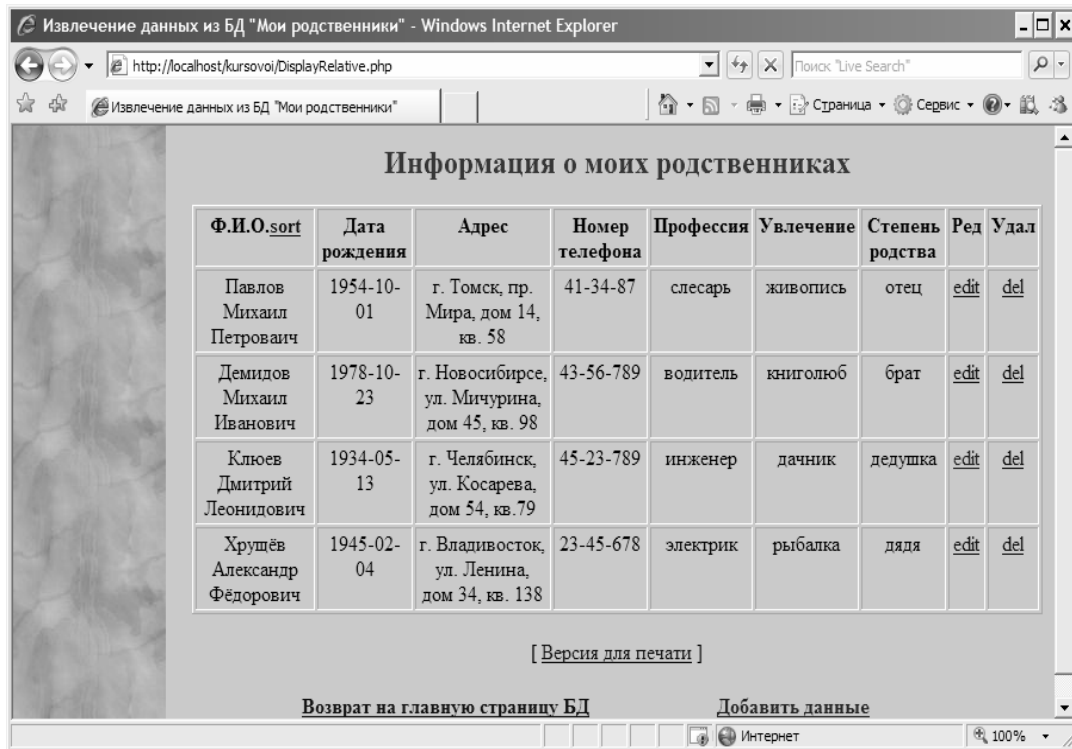 Извлечение данных из БД "Мои родственники" - Windows Internet Explorer
http://localhost/kursovoi/DisplayRelative.php
Поиск "Live Search"
Извлечение данных из БД "Мои родственники"
Страница
Сервис
Информация о моих родственниках
Ф.И.О.sort Дата Адрес Номер Профессия Увлечение Степень Ред Удал
рождения телефона родства
Павлов 1954-10- г. Томск, пр. 41-34-87 слесарь живопись отец edit del
Михаил 01 Мира, дом 14,
Петроваич кв. 58
Демидов 1978-10- г. Новосибирсе, 43-56-789 водитель книголюб брат edit del
Михаил 23 ул. Мичурина,
Иванович дом 45, кв. 98
Клюев 1934-05- г. Челябинск, 45-23-789 инженер дачник дедушка edit del
Дмитрий 13 ул. Косарева,
Леонидович дом 54, кв.79
Хрущёв 1945-02- г. Владивосток, 23-45-678 электрик рыбалка дядя edit del
Александр 04 ул. Ленина,
Фёдорович дом 34, кв. 138
[ Версия для печати ]
Возврат на главную страницу БД Добавить данные
Интернет 100%